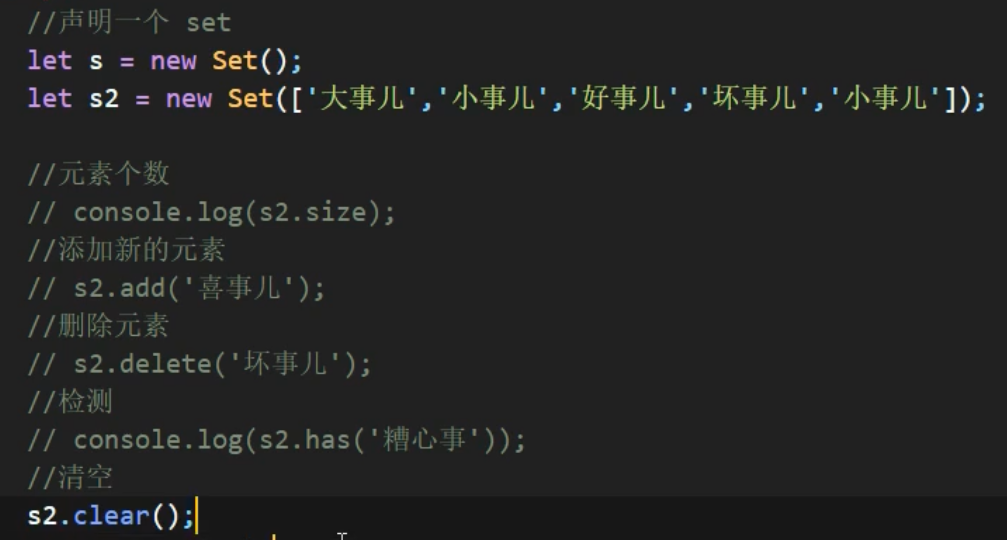 //声明一个 set
let s = new Set();
let s2 = new Set(['大事儿','小事儿','好事儿','坏事儿','小事儿']);
//元素个数
// console.log(s2.size);
//添加新的元素
// s2.add('喜事儿');
//删除元素
// s2.delete('坏事儿');
//检测
// console.log(s2.has('糟心事'));
//清空
s2.clear();